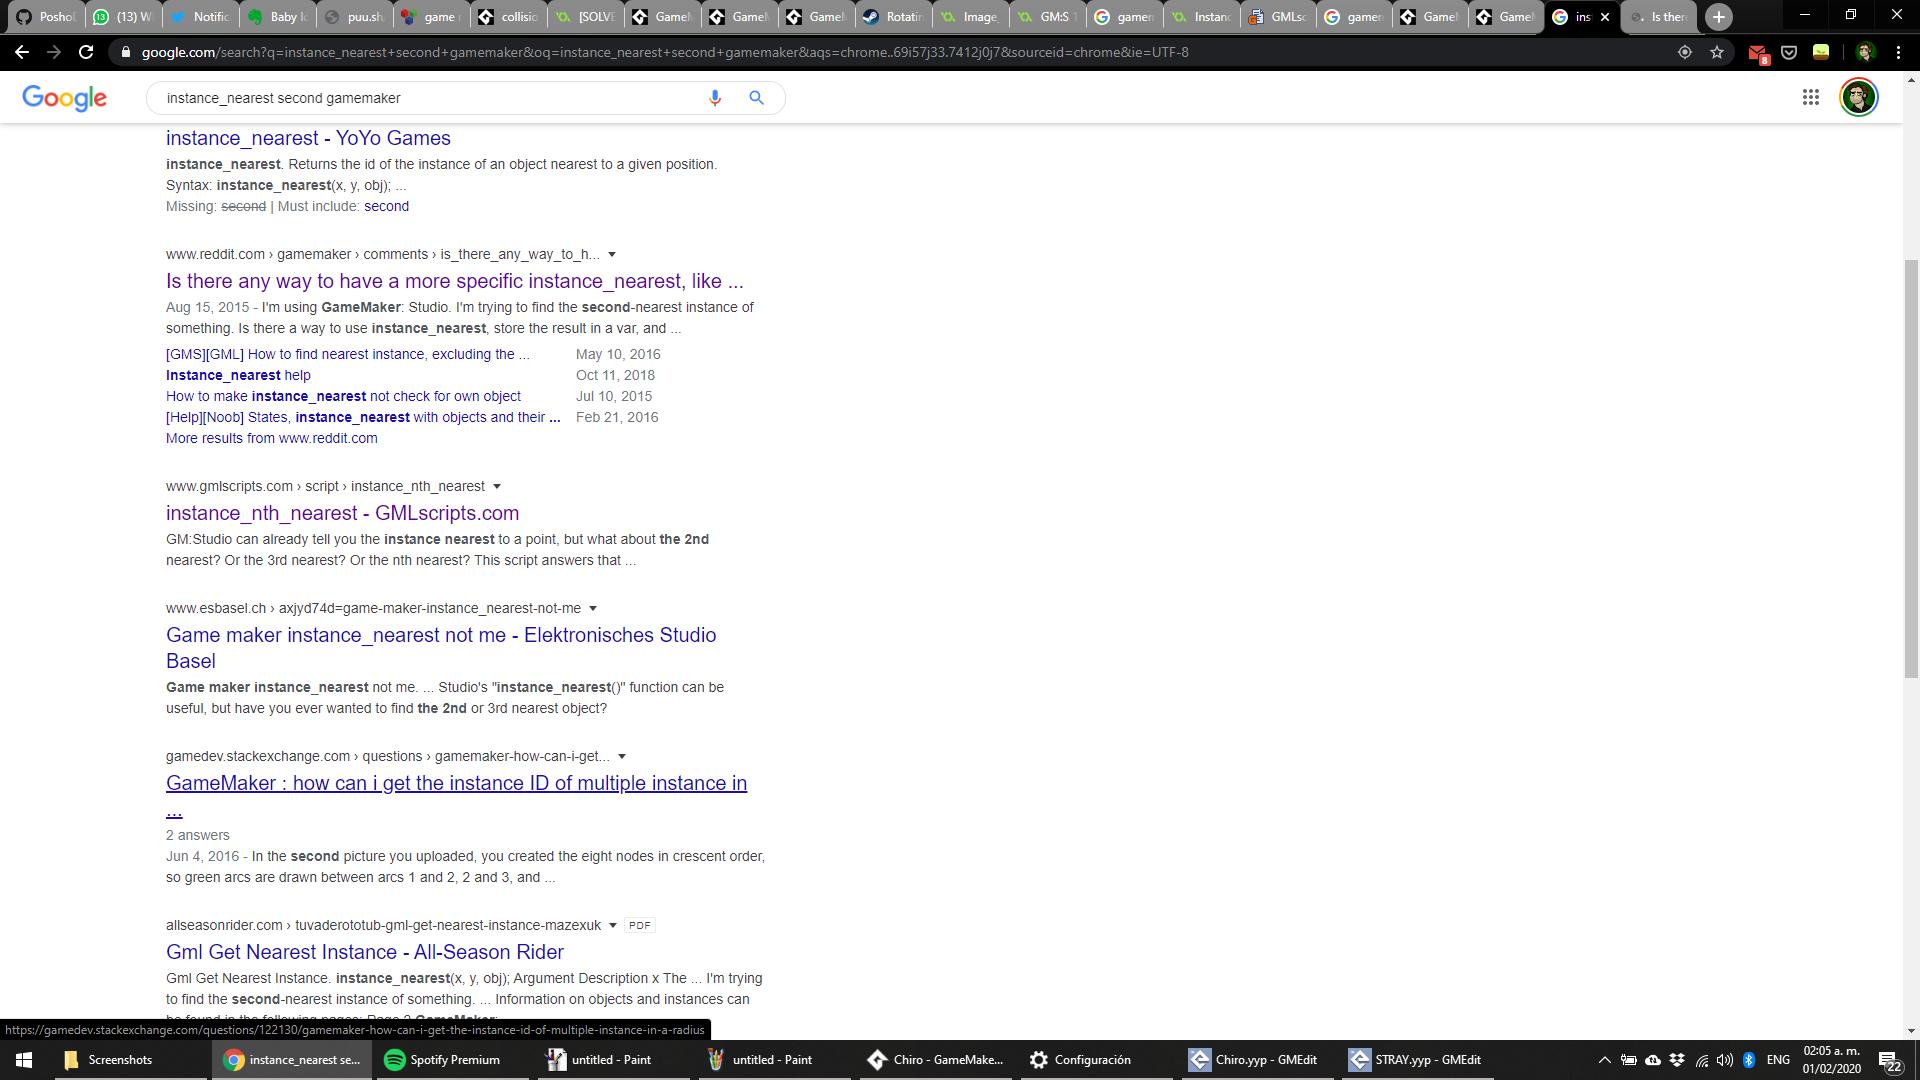 Posho
(13) W
Notific
Baby Ic
puu.sh
game
collisio
[SOLVE
GameM
GameM
GameM
Rotatin
Image_
GM:S 1
gamem
Instanc
GMLsc
gamem
GameM
GameM
ins
Is there
google.com/search?q=instance_nearest+second+gamemaker&oq=instance_nearest+second+gamemaker&aqs=chrome..69i57j33.7412j0j7&sourceid=chrome&ie=UTF-8
8
Google
instance_nearest second gamemaker
instance_nearest - YoYo Games
instance_nearest. Returns the id of the instance of an object nearest to a given position.
Syntax: instance_nearest(x, y, obj); ...
Missing: second | Must include: second
www.reddit.com › gamemaker › comments › is_there_any_way_to_h...
Is there any way to have a more specific instance_nearest, like ...
Aug 15, 2015 - I'm using GameMaker: Studio. I'm trying to find the second-nearest instance of
something. Is there a way to use instance_nearest, store the result in a var, and ...
[GMS][GML] How to find nearest instance, excluding the ... May 10, 2016
Instance_nearest help Oct 11, 2018
How to make instance_nearest not check for own object Jul 10, 2015
[Help][Noob] States, instance_nearest with objects and their ... Feb 21, 2016
More results from www.reddit.com
www.gmlscripts.com › script › instance_nth_nearest
instance_nth_nearest - GMLscripts.com
GM:Studio can already tell you the instance nearest to a point, but what about the 2nd
nearest? Or the 3rd nearest? Or the nth nearest? This script answers that ...
www.esbasel.ch › axjyd74d=game-maker-instance_nearest-not-me
Game maker instance_nearest not me - Elektronisches Studio
Basel
Game maker instance_nearest not me. ... Studio's "instance_nearest()" function can be
useful, but have you ever wanted to find the 2nd or 3rd nearest object?
gamedev.stackexchange.com › questions › gamemaker-how-can-i-get...
GameMaker : how can i get the instance ID of multiple instance in
...
2 answers
Jun 4, 2016 - In the second picture you uploaded, you created the eight nodes in crescent order,
so green arcs are drawn between arcs 1 and 2, 2 and 3, and ...
allseasonrider.com › tuvaderototub-gml-get-nearest-instance-mazexuk PDF
Gml Get Nearest Instance - All-Season Rider
Gml Get Nearest Instance. instance_nearest(x, y, obj); Argument Description x The ... I'm trying
to find the second-nearest instance of something. ... Information on objects and instances can
be found in the following pages: Page 2 GameMaker:
https://gamedev.stackexchange.com/questions/122130/gamemaker-how-can-i-get-the-instance-id-of-multiple-instance-in-a-radius
Screenshots
instance_nearest se...
Spotify Premium
untitled - Paint
untitled - Paint
Chiro - GameMake...
Configuración
Chiro.yyp - GMEdit
STRAY.yyp - GMEdit
ENG
02:05 a. m.
01/02/2020
22